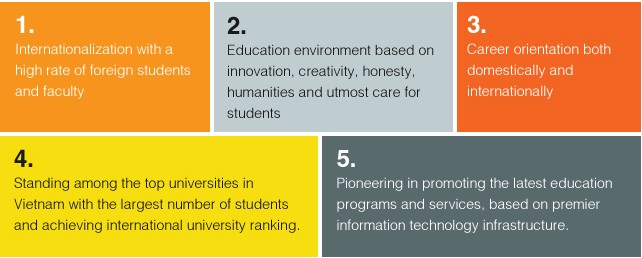 1.
Internationalization with a
high rate of foreign students
and faculty
2.
Education environment based on
innovation, creativity, honesty,
humanities and utmost care for
students
3.
Career orientation both
domestically and
internationally
4.
Standing among the top universities in
Vietnam with the largest number of students
and achieving international university ranking.
5.
Pioneering in promoting the latest education
programs and services, based on premier
information technology infrastructure.